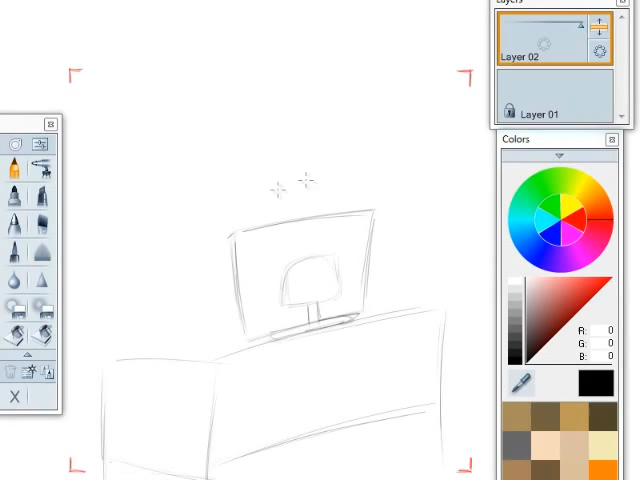 Layers
Layer 02
Layer 01
Colors
R: 0
G: 0
B: 0